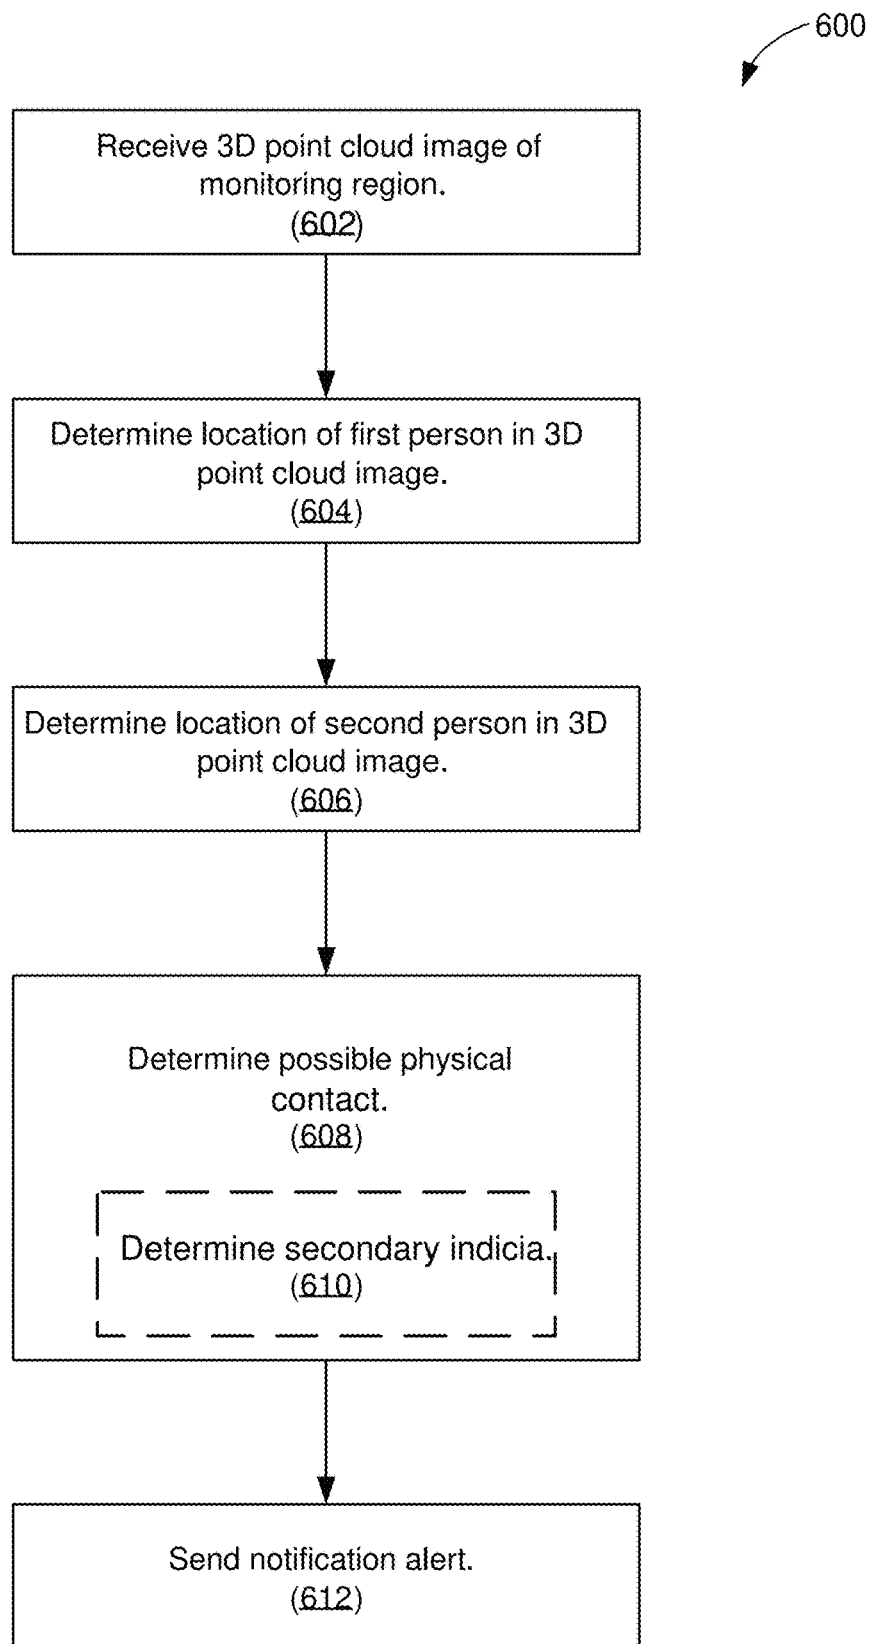 600
Receive 3D point cloud image of
monitoring region.
(602)
Determine location of first person in 3D
point cloud image.
(604)
Determine location of second person in 3D
point cloud image.
(606)
Determine possible physical
contact.
(608)
Determine secondary indicia.
(610)
Send notification alert.
(612)